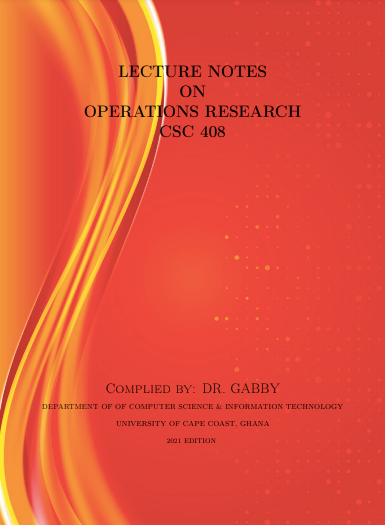 LECTURE NOTES
ON
OPERATIONS RESEARCH
CSC 408
COMPLIED BY: DR. GABBY
DEPARTMENT OF OF COMPUTER SCIENCE & INFORMATION TECHNOLOGY
UNIVERSITY OF CAPE COAST, GHANA
2021 EDITION